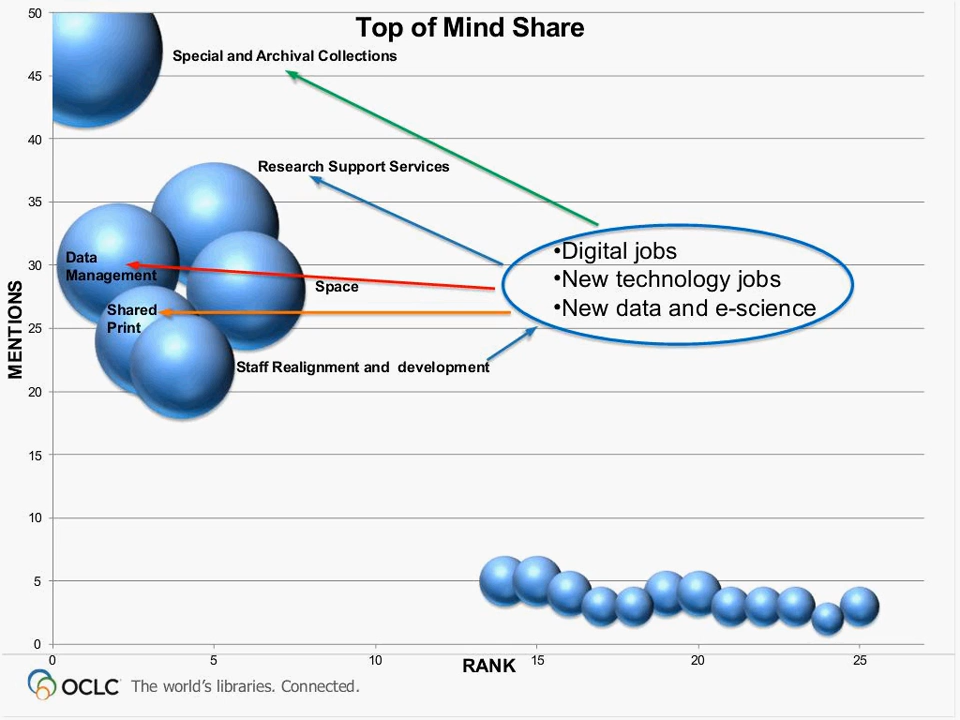 Top of Mind Share
50
45
40
35
30
25
20
15
10
5
0
MENTIONS
Special and Archival Collections
Research Support Services
Data
Management
Space
Shared
Print
Staff Realignment and  development
•Digital jobs
•New technology jobs
•New data and e-science
0
5
10
15
20
25
RANK
OCLC
The world's libraries. Connected.